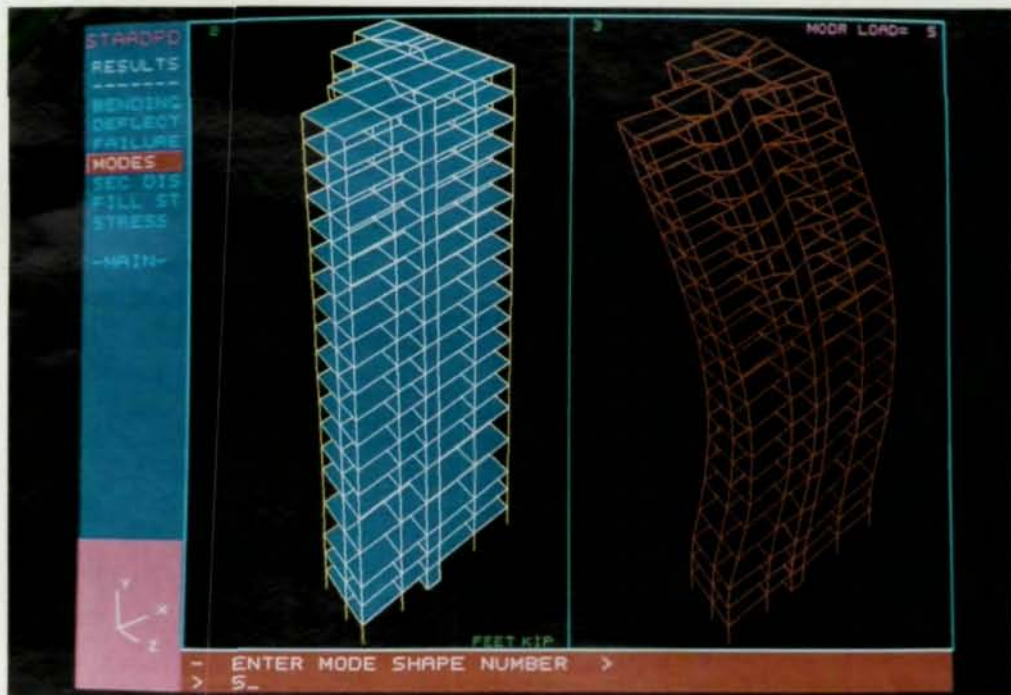 STAADPO
RESULTS
-------
BENDING
DEFLECT
FAILURE
MODES
SEC DIS
FILL ST
STRESS
-MAIN-
Y
X
Z
2
FEET KIP
3
MODR LOAD= 5
- ENTER MODE SHAPE NUMBER >
> 5_